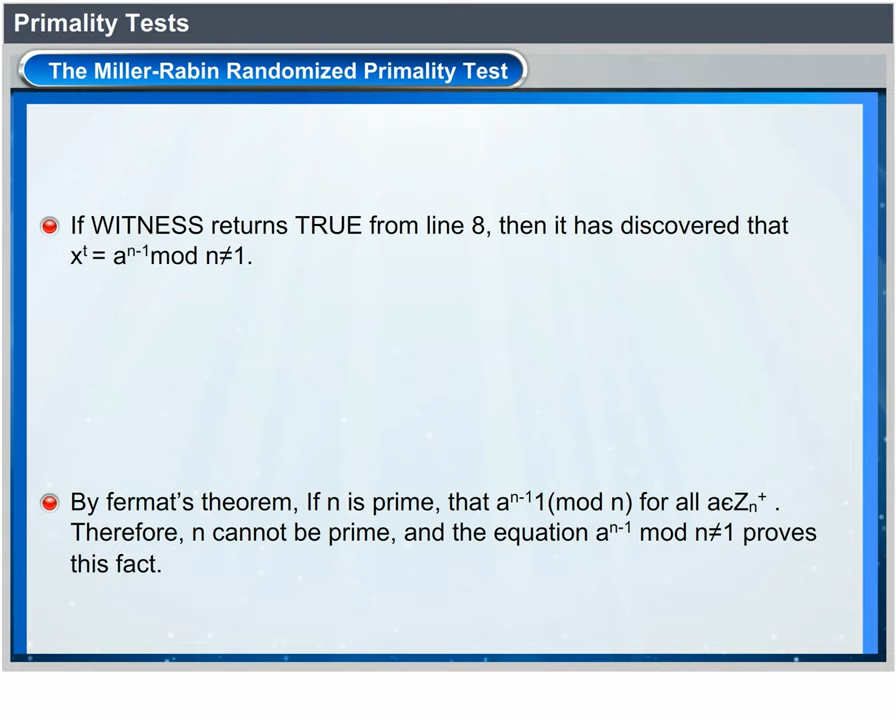 Primality Tests
The Miller-Rabin Randomized Primality Test
If WITNESS returns TRUE from line 8, then it has discovered that
xᵗ = aⁿ⁻¹mod n≠1.
By fermat’s theorem, If n is prime, that aⁿ⁻¹1(mod n) for all aєZₙ⁺ .
Therefore, n cannot be prime, and the equation aⁿ⁻¹ mod n≠1 proves
this fact.